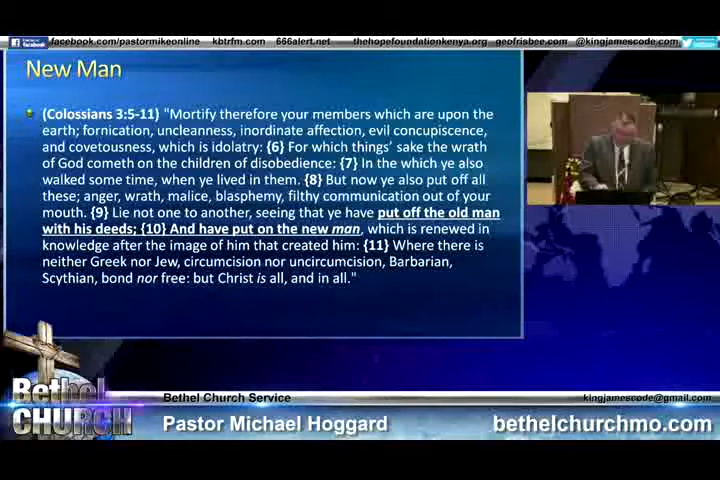 Find us on
facebook facebook.com/pastormikeonline kbtrfm.com 666alert.net thehopefoundationkenya.org geofrisbee.com @kingjamescode.com twitter
New Man
(Colossians 3:5-11) "Mortify therefore your members which are upon the
earth; fornication, uncleanness, inordinate affection, evil concupiscence,
and covetousness, which is idolatry: {6} For which things' sake the wrath
of God cometh on the children of disobedience: {7} In the which ye also
walked some time, when ye lived in them. {8} But now ye also put off all
these; anger, wrath, malice, blasphemy, filthy communication out of your
mouth. {9} Lie not one to another, seeing that ye have put off the old man
with his deeds; {10} And have put on the new man, which is renewed in
knowledge after the image of him that created him: {11} Where there is
neither Greek nor Jew, circumcision nor uncircumcision, Barbarian,
Scythian, bond nor free: but Christ is all, and in all."
Bethel
CHURCH
Bethel Church Service kingjamescode@gmail.com
Pastor Michael Hoggard bethelchurchmo.com